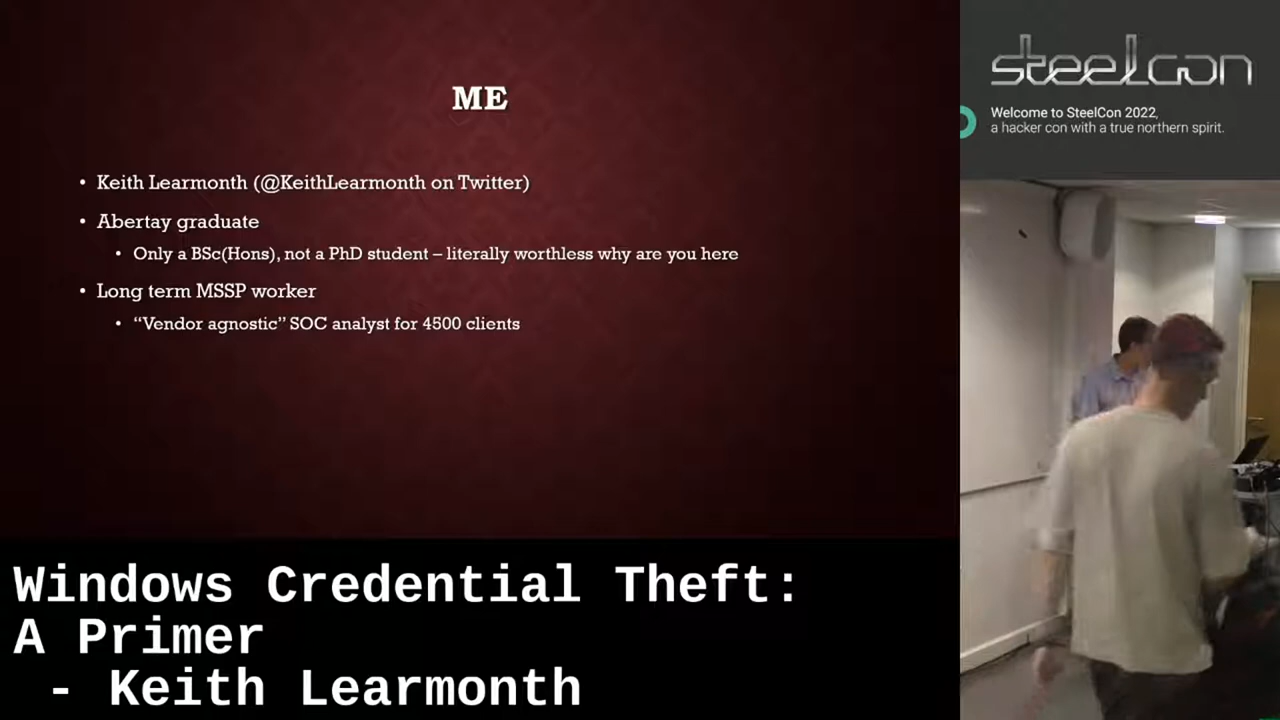 ME
• Keith Learmonth (@KeithLearmonth on Twitter)
• Abertay graduate
• Only a BSc(Hons), not a PhD student – literally worthless why are you here
• Long term MSSP worker
• “Vendor agnostic” SOC analyst for 4500 clients
steelcon
Welcome to SteelCon 2022,
a hacker con with a true northern spirit.
Windows Credential Theft:
A Primer
- Keith Learmonth